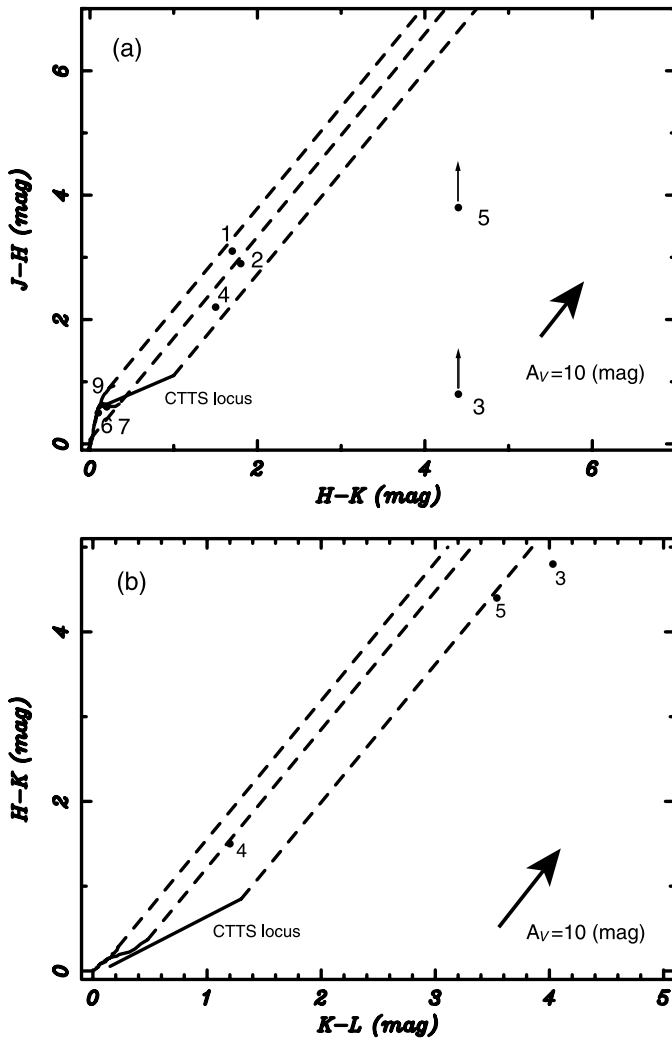 (a)
6
4
2
0
J−H (mag)
1
2
4
5
3
9
6 7
CTTS locus
A_V=10 (mag)
0 2 4 6
H−K (mag)
(b)
4
2
0
H−K (mag)
3
5
4
CTTS locus
A_V=10 (mag)
0 1 2 3 4 5
K−L (mag)